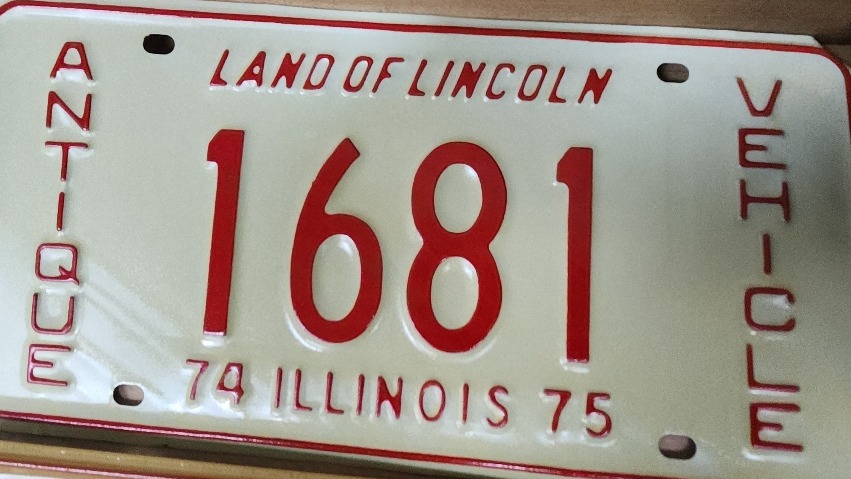 LAND OF LINCOLN
ANTIQUE
1681
VEHICLE
74 ILLINOIS 75